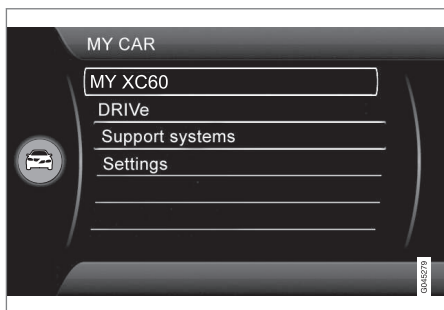 MY CAR
MY XC60
DRIVe
Support systems
Settings
G045279